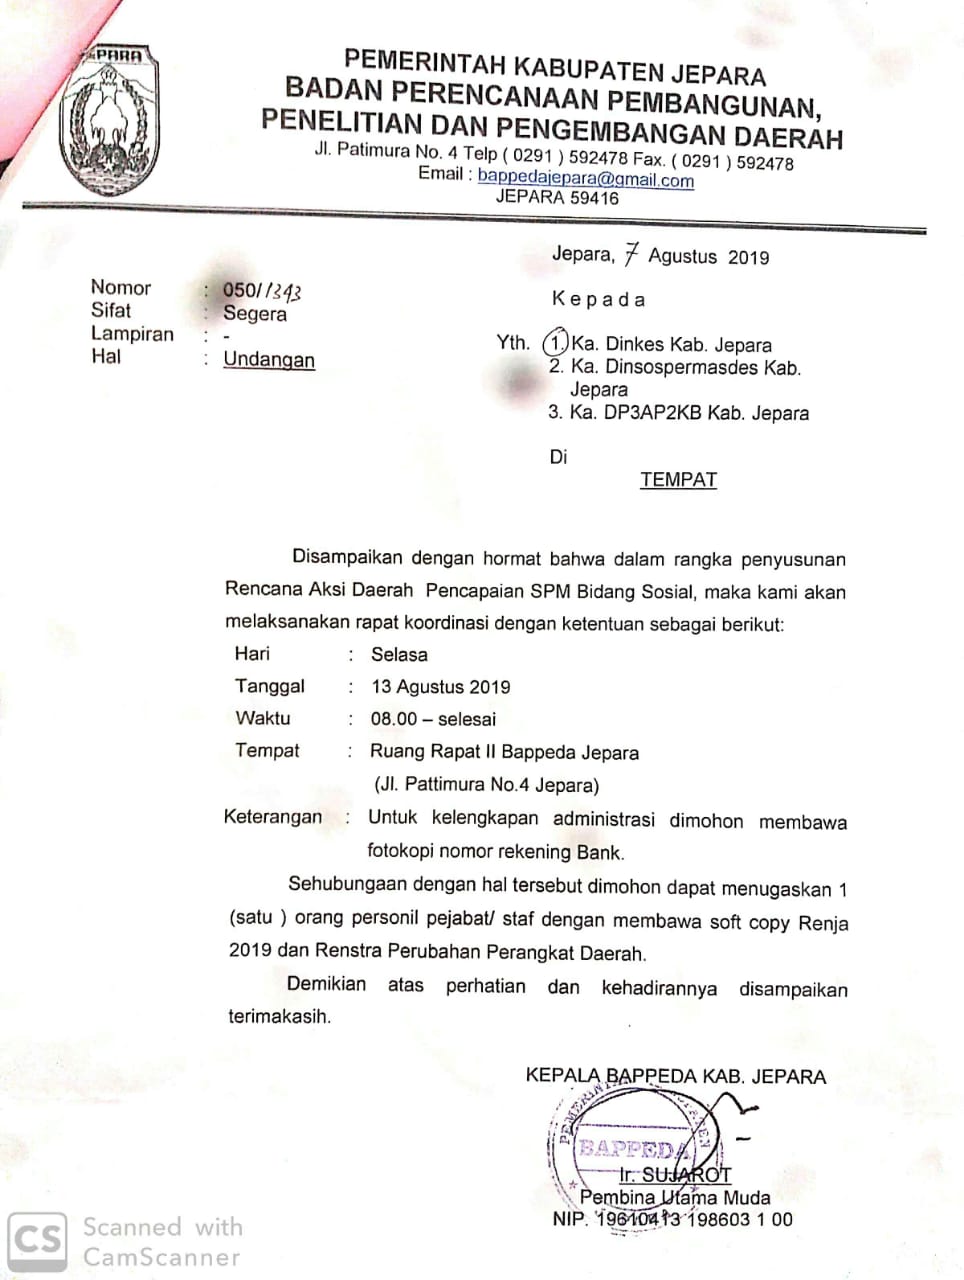 PEMERINTAH KABUPATEN JEPARA
BADAN PERENCANAAN PEMBANGUNAN,
PENELITIAN DAN PENGEMBANGAN DAERAH
Jl. Patimura No. 4 Telp ( 0291 ) 592478 Fax. ( 0291 ) 592478
Email : bappedajepara@gmail.com
JEPARA 59416
Jepara, 7 Agustus 2019
Nomor : 050/1343
Sifat : Segera
Lampiran : -
Hal : Undangan
Kepada
Yth. 1. Ka. Dinkes Kab. Jepara
2. Ka. Dinsospermasdes Kab.
Jepara
3. Ka. DP3AP2KB Kab. Jepara
Di
TEMPAT
Disampaikan dengan hormat bahwa dalam rangka penyusunan
Rencana Aksi Daerah Pencapaian SPM Bidang Sosial, maka kami akan
melaksanakan rapat koordinasi dengan ketentuan sebagai berikut:
Hari : Selasa
Tanggal : 13 Agustus 2019
Waktu : 08.00 – selesai
Tempat : Ruang Rapat II Bappeda Jepara
(Jl. Pattimura No.4 Jepara)
Keterangan : Untuk kelengkapan administrasi dimohon membawa
fotokopi nomor rekening Bank.
Sehubungaan dengan hal tersebut dimohon dapat menugaskan 1
(satu ) orang personil pejabat/ staf dengan membawa soft copy Renja
2019 dan Renstra Perubahan Perangkat Daerah.
Demikian atas perhatian dan kehadirannya disampaikan
terimakasih.
KEPALA BAPPEDA KAB. JEPARA
BAPPEDA
Ir. SUJAROT
Pembina Utama Muda
NIP. 19610413 198603 1 00
CS Scanned with
CamScanner